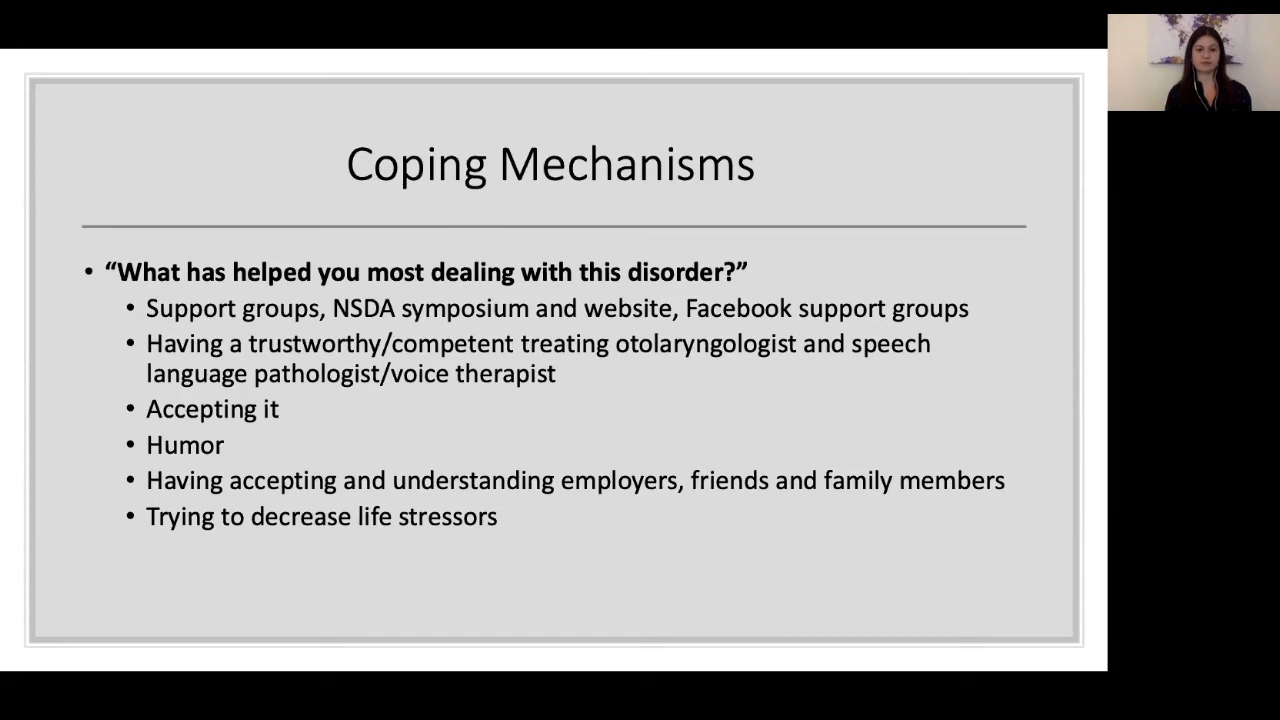 Coping Mechanisms
• “What has helped you most dealing with this disorder?”
• Support groups, NSDA symposium and website, Facebook support groups
• Having a trustworthy/competent treating otolaryngologist and speech
language pathologist/voice therapist
• Accepting it
• Humor
• Having accepting and understanding employers, friends and family members
• Trying to decrease life stressors